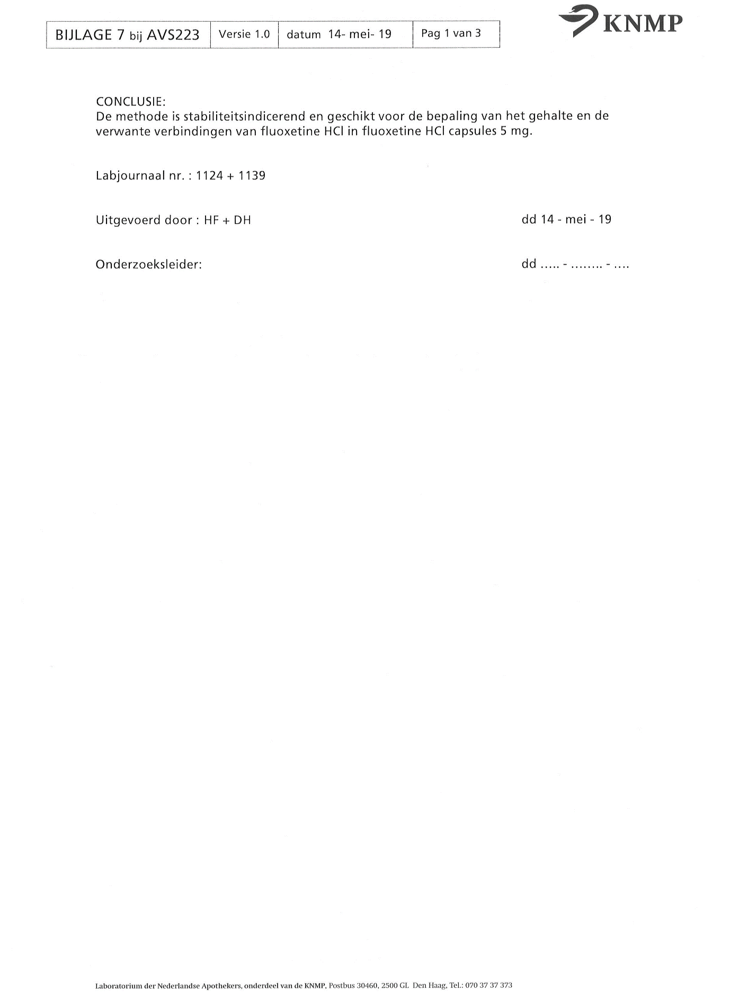 BIJLAGE 7 bij AVS223 Versie 1.0 datum 14- mei- 19 Pag 1 van 3
KNMP
CONCLUSIE:
De methode is stabiliteitsindicerend en geschikt voor de bepaling van het gehalte en de
verwante verbindingen van fluoxetine HCl in fluoxetine HCl capsules 5 mg.
Labjournaal nr. : 1124 + 1139
Uitgevoerd door : HF + DH dd 14 - mei - 19
Onderzoeksleider: dd ..... - ........ - ....
Laboratorium der Nederlandse Apothekers, onderdeel van de KNMP, Postbus 30460, 2500 GL Den Haag, Tel.: 070 37 37 373